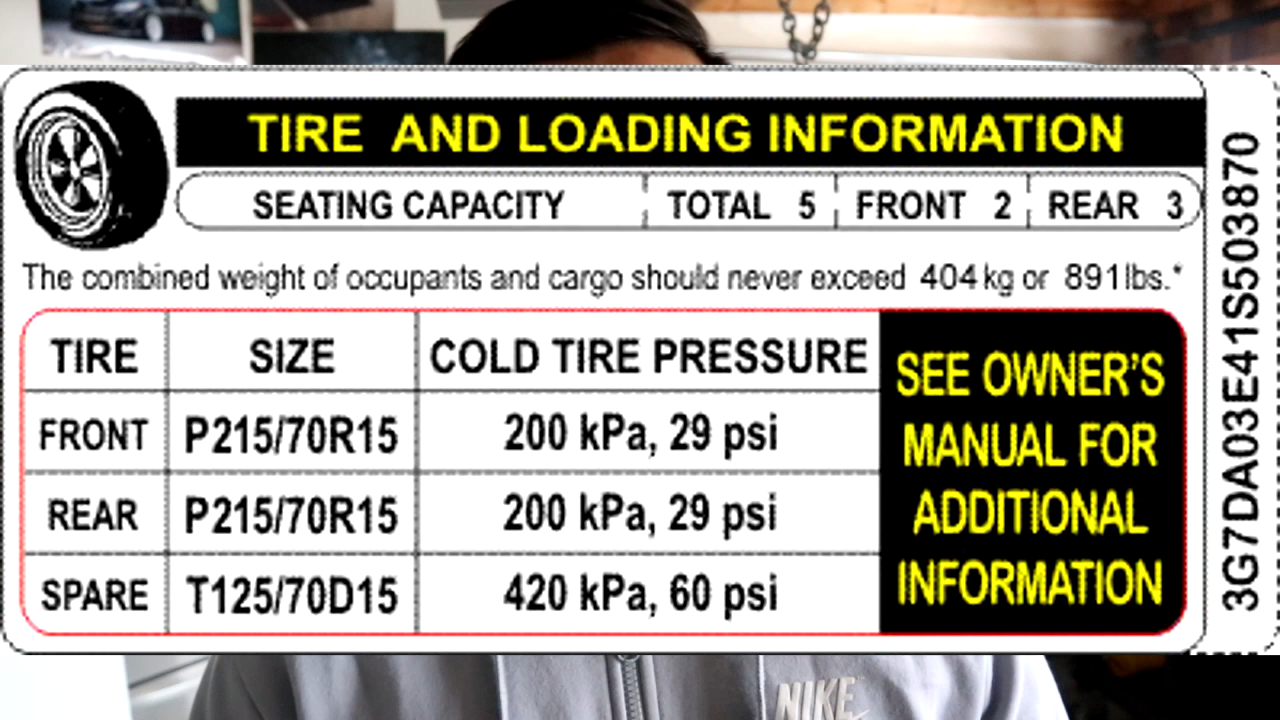 TIRE AND LOADING INFORMATION
SEATING CAPACITY TOTAL 5 FRONT 2 REAR 3
The combined weight of occupants and cargo should never exceed 404 kg or 891 lbs.*
TIRE SIZE COLD TIRE PRESSURE
FRONT P215/70R15 200 kPa, 29 psi
REAR P215/70R15 200 kPa, 29 psi
SPARE T125/70D15 420 kPa, 60 psi
SEE OWNER'S
MANUAL FOR
ADDITIONAL
INFORMATION
3G7DA03E41S503870
NIKE